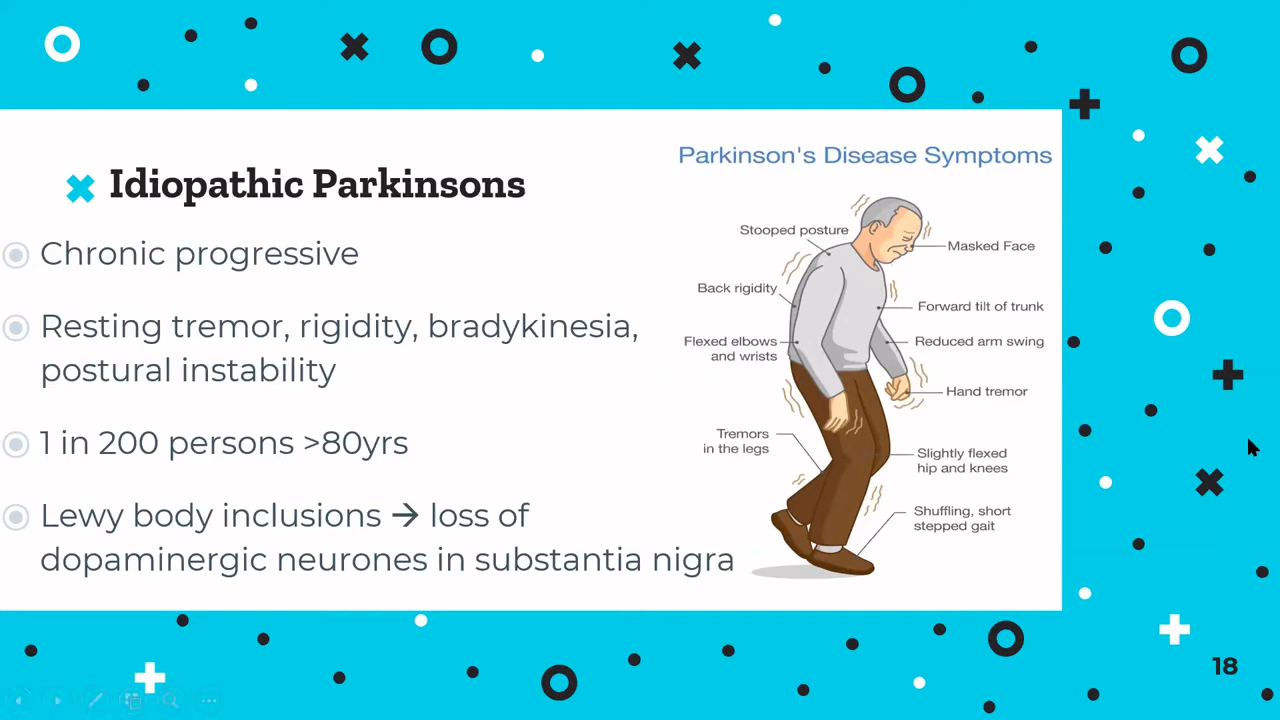 Idiopathic Parkinsons
Chronic progressive
Resting tremor, rigidity, bradykinesia,
postural instability
1 in 200 persons >80yrs
Lewy body inclusions → loss of
dopaminergic neurones in substantia nigra
Parkinson's Disease Symptoms
Stooped posture
Masked Face
Back rigidity
Forward tilt of trunk
Flexed elbows
and wrists
Reduced arm swing
Hand tremor
Tremors
in the legs
Slightly flexed
hip and knees
Shuffling, short
stepped gait
18